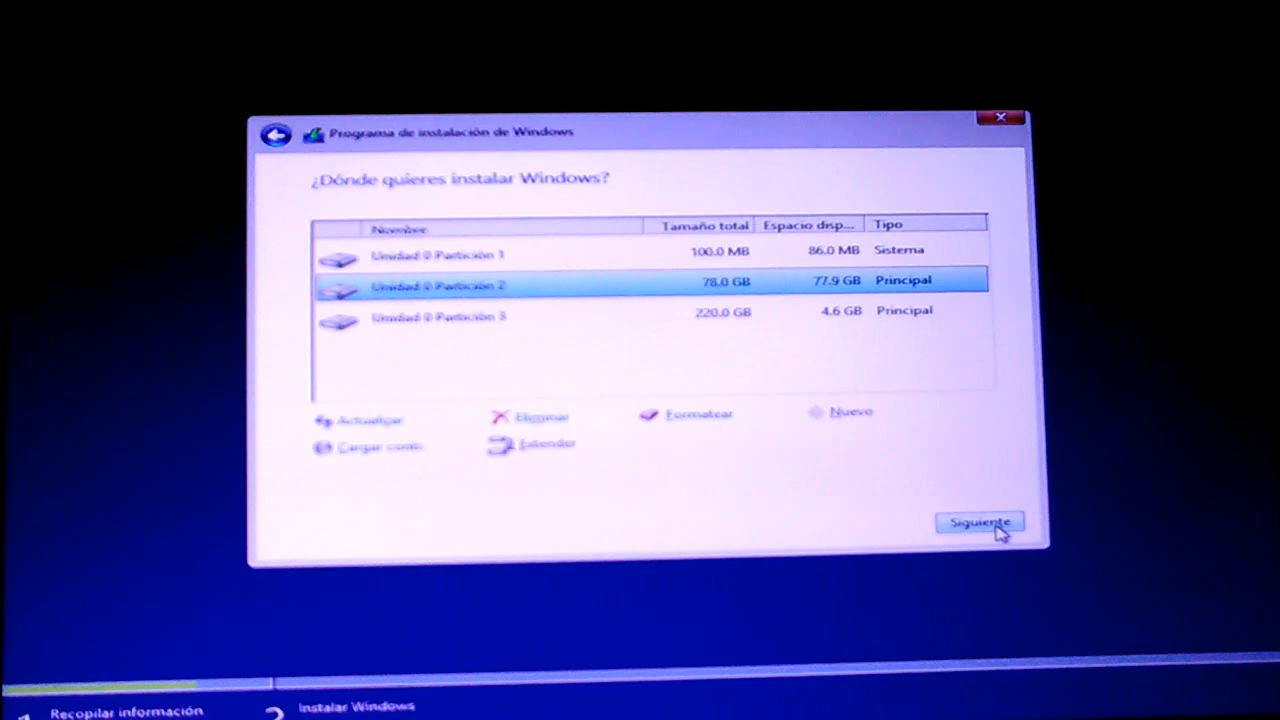 Programa de instalación de Windows
¿Dónde quieres instalar Windows?
Nombre Tamaño total Espacio disp... Tipo
Unidad 0 Partición 1 100.0 MB 86.0 MB Sistema
Unidad 0 Partición 2 78.0 GB 77.9 GB Principal
Unidad 0 Partición 3 220.0 GB 4.6 GB Principal
Actualizar Eliminar Formatear Nuevo
Cargar contr. Extender
Siguiente
1 Recopilar información 2 Instalar Windows